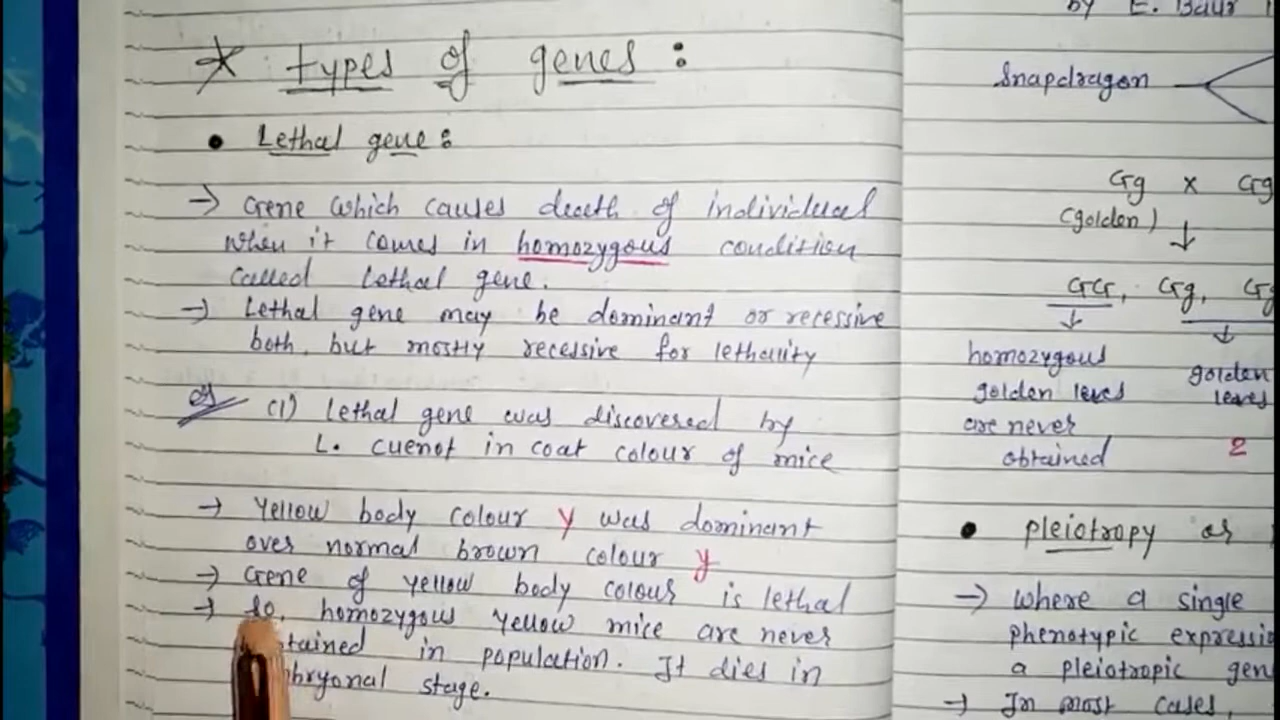 * types of genes :
• Lethal gene :
→ Gene which causes death of individual
when it comes in homozygous condition
called lethal gene.
→ Lethal gene may be dominant or recessive
both, but mostly recessive for lethality
(1) Lethal gene was discovered by
L. cuenot in coat colour of mice
→ Yellow body colour Y was dominant
over normal brown colour y
→ Gene of yellow body colour is lethal
→ so, homozygous Yellow mice are never
tained in population. It dies in
bryonal stage.
by E. Baur
Snapdragon
Gg x Gg
(golden) ↓
GG, Gg, Gg
↓ ↓
homozygous
golden leves
are never
obtained
golden
leves
2
• pleiotropy or
→ where a single
phenotypic expressio
a pleiotropic gen
→ In most cases,